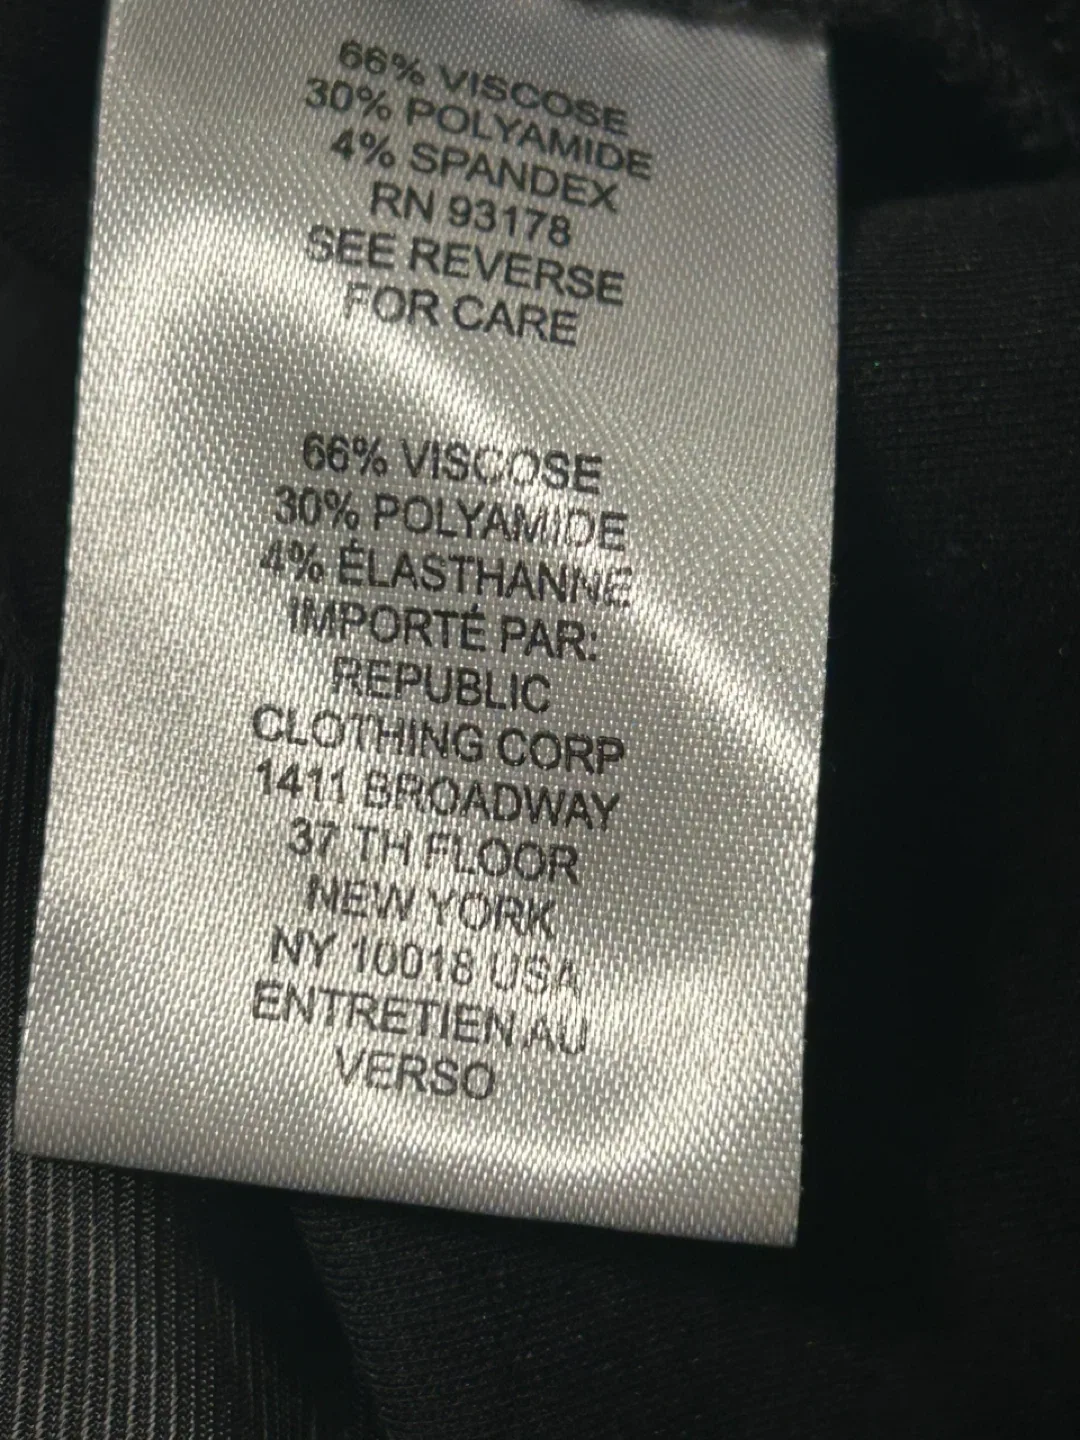 66% VISCOSE
30% POLYAMIDE
4% SPANDEX
RN 93178
SEE REVERSE
FOR CARE
66% VISCOSE
30% POLYAMIDE
4% ÉLASTHANNE
IMPORTÉ PAR:
REPUBLIC
CLOTHING CORP
1411 BROADWAY
37 TH FLOOR
NEW YORK
NY 10018 USA
ENTRETIEN AU
VERSO